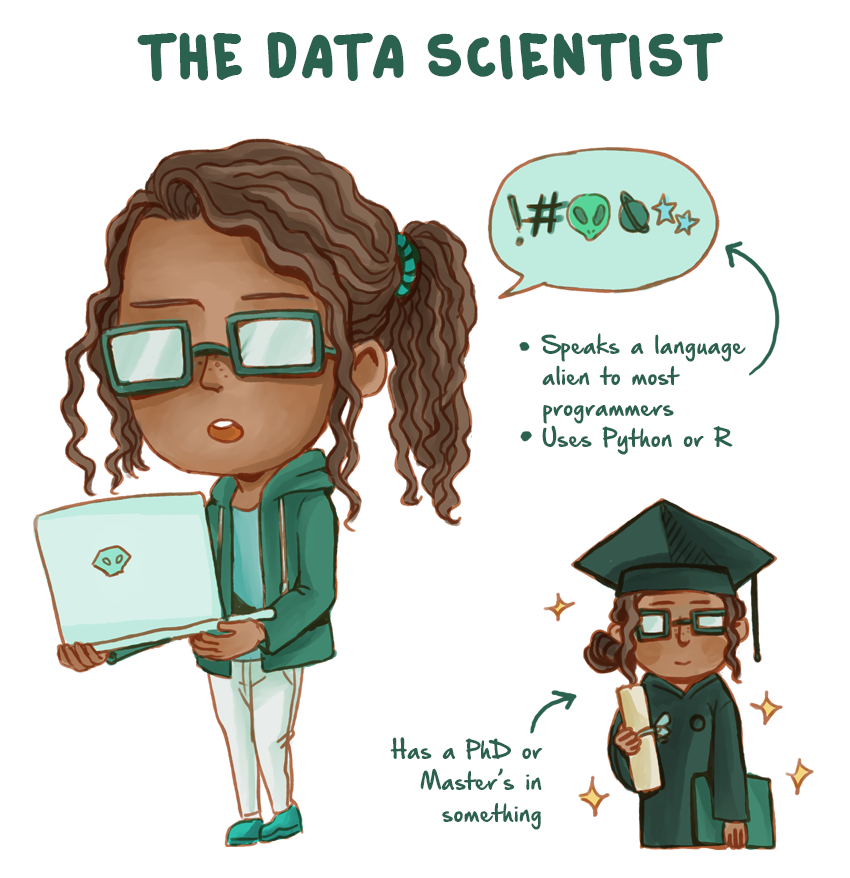 THE DATA SCIENTIST
!#
• Speaks a language
alien to most
programmers
• Uses Python or R
Has a PhD or
Master's in
something